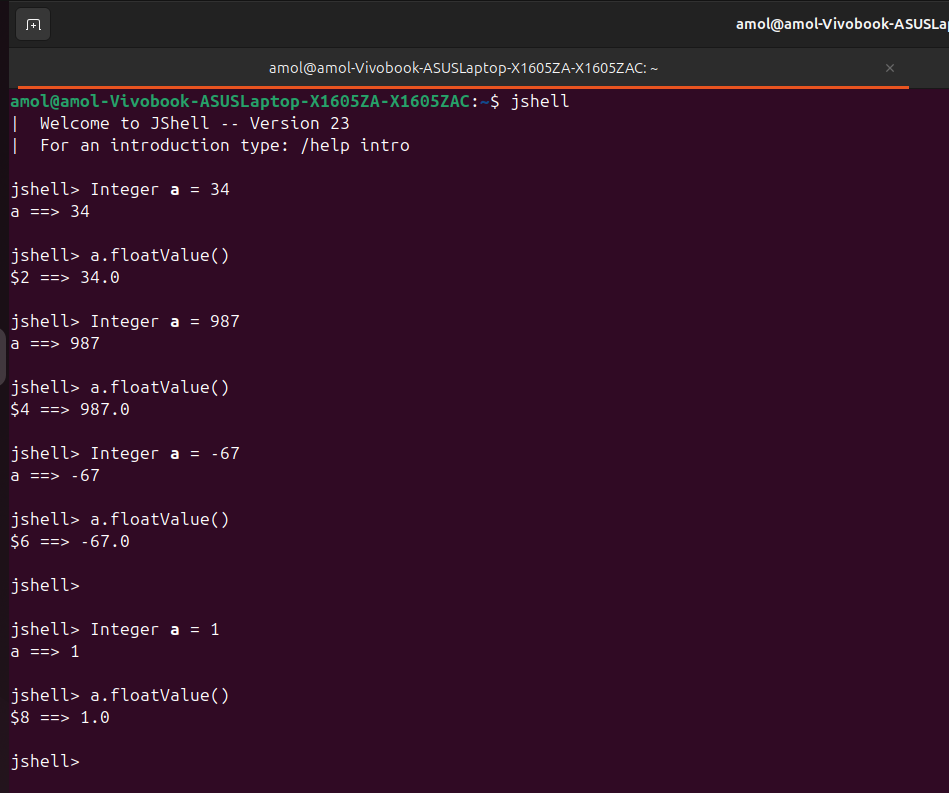 amol@amol-Vivobook-ASUSLap
amol@amol-Vivobook-ASUSLaptop-X1605ZA-X1605ZAC: ~
amol@amol-Vivobook-ASUSLaptop-X1605ZA-X1605ZAC:~$ jshell
|  Welcome to JShell -- Version 23
|  For an introduction type: /help intro
jshell> Integer a = 34
a ==> 34
jshell> a.floatValue()
$2 ==> 34.0
jshell> Integer a = 987
a ==> 987
jshell> a.floatValue()
$4 ==> 987.0
jshell> Integer a = -67
a ==> -67
jshell> a.floatValue()
$6 ==> -67.0
jshell>
jshell> Integer a = 1
a ==> 1
jshell> a.floatValue()
$8 ==> 1.0
jshell>